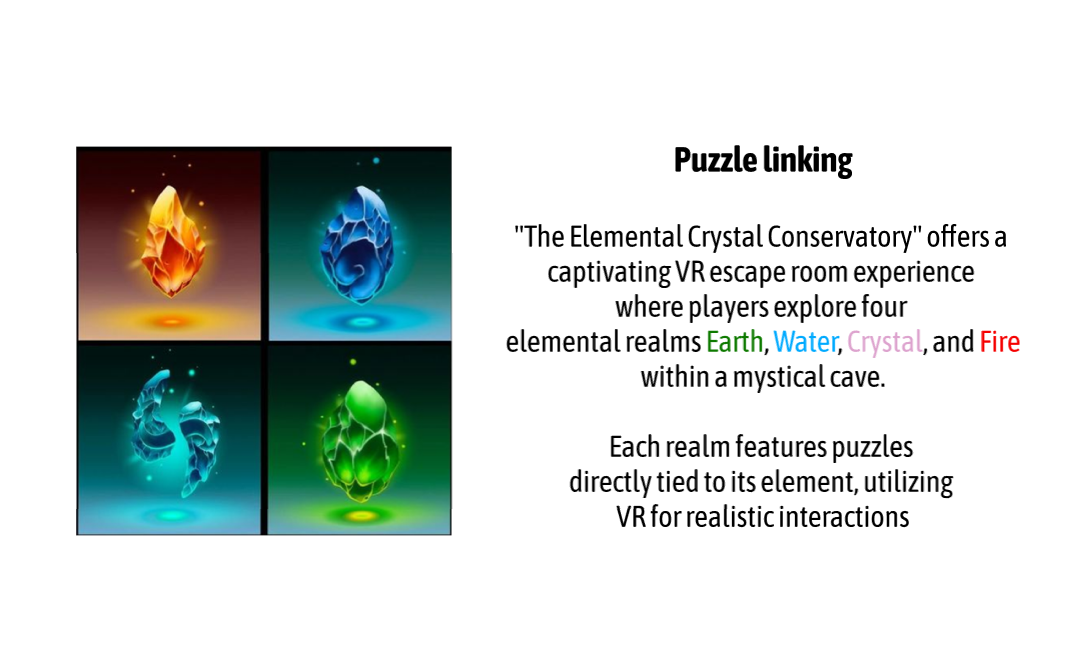 Puzzle linking
"The Elemental Crystal Conservatory" offers a
captivating VR escape room experience
where players explore four
elemental realms Earth, Water, Crystal, and Fire
within a mystical cave.
Each realm features puzzles
directly tied to its element, utilizing
VR for realistic interactions